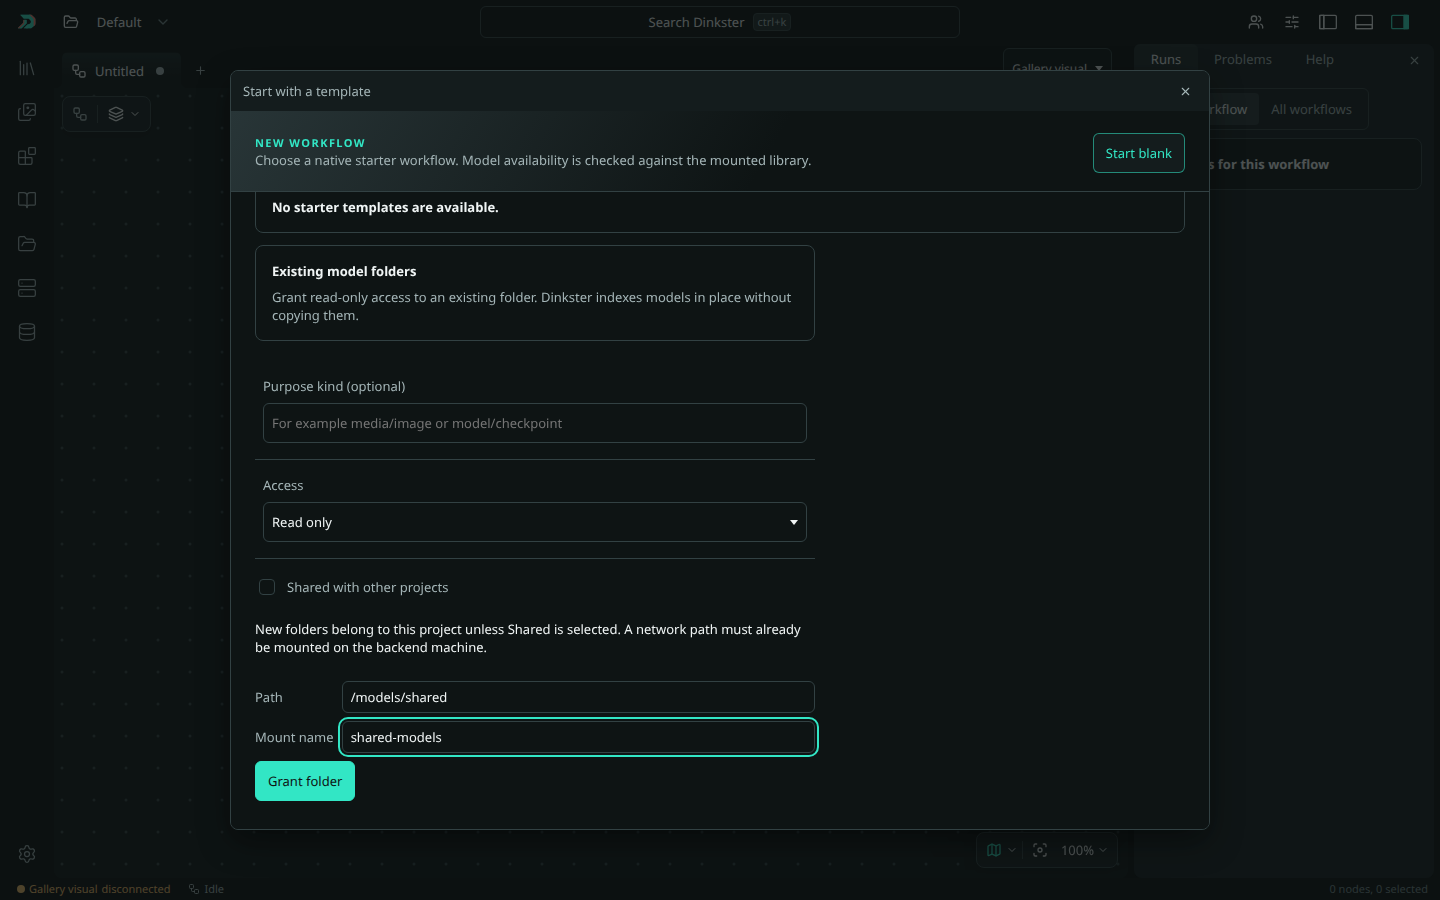 Default
Search Dinkster ctrl+k
Untitled
Gallery visual
Runs
Problems
Help
Start with a template
rkflow
All workflows
NEW WORKFLOW
Choose a native starter workflow. Model availability is checked against the mounted library.
Start blank
s for this workflow
No starter templates are available.
Existing model folders
Grant read-only access to an existing folder. Dinkster indexes models in place without
copying them.
Purpose kind (optional)
For example media/image or model/checkpoint
Access
Read only
Shared with other projects
New folders belong to this project unless Shared is selected. A network path must already
be mounted on the backend machine.
Path /models/shared
Mount name shared-models
Grant folder
100%
Gallery visual disconnected
Idle
0 nodes, 0 selected